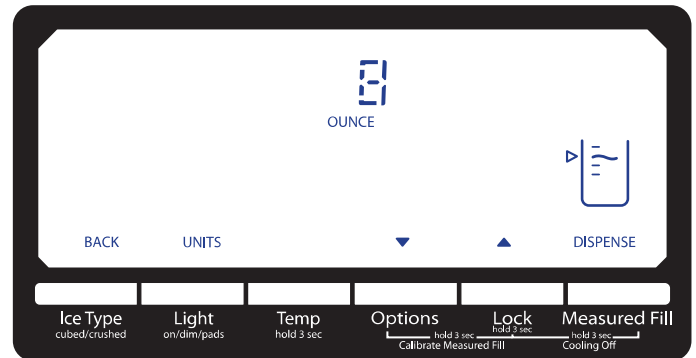 8
OUNCE
BACK UNITS ▼ ▲ DISPENSE
Ice Type Light Temp Options Lock Measured Fill
cubed/crushed on/dim/pads hold 3 sec hold 3 sec
hold 3 sec hold 3 sec
Calibrate Measured Fill Cooling Off